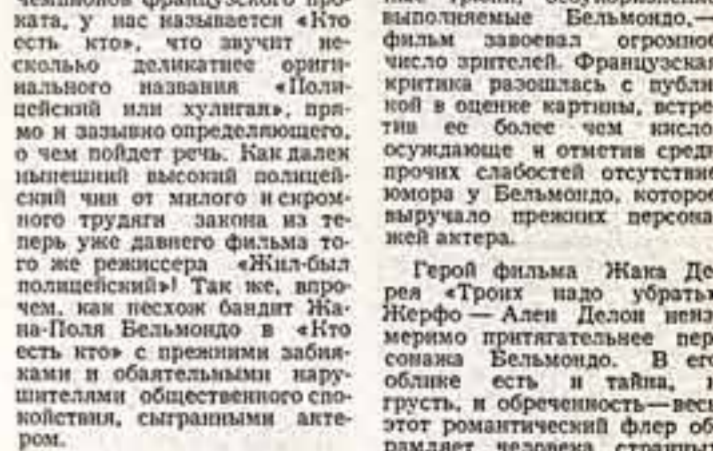 чемпионов французского про-
ката, у нас называется «Кто
есть кто», что звучит не-
сколько деликатнее ориги-
нального названия «Поли-
цейский или хулиган», пря-
мо и зазывно определяющего,
о чем пойдет речь. Как далек
нынешний высокий полицей-
ский чин от милого и скром-
ного трудяги закона из те-
перь уже давнего фильма то-
го же режиссера «Жил-был
полицейский»! Так же, впро-
чем, как несхож бандит Жа-
на-Поля Бельмондо в «Кто
есть кто» с прежними забия-
ками и обаятельными нару-
шителями общественного спо-
койствия, сыгранными акте-
ром.
выполняемые Бельмондо,—
фильм завоевал огромное
число зрителей. Французская
критика разошлась с публи-
кой в оценке картины, встре-
тив ее более чем кисло,
осуждающе и отметив среди
прочих слабостей отсутствие
юмора у Бельмондо, которое
выручало прежних персона-
жей актера.
Герой фильма Жака Де-
рея «Троих надо убрать»
Жерфо — Ален Делон неиз-
меримо притягательнее пер-
сонажа Бельмондо. В его
облике есть и тайна, и
грусть, и обреченность—весь
этот романтический флер об-
рамляет человека странных